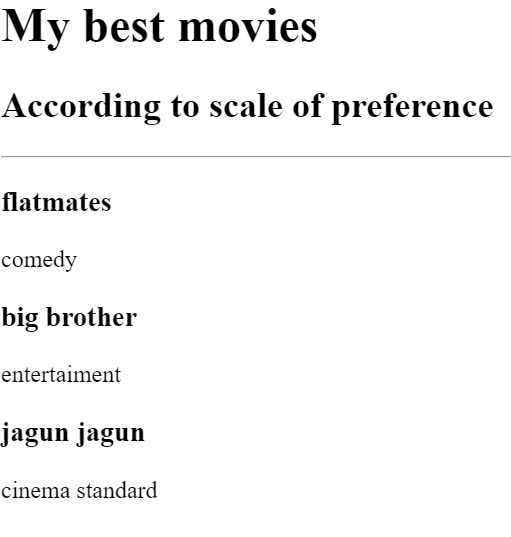 My best movies
According to scale of preference
flatmates
comedy
big brother
entertaiment
jagun jagun
cinema standard